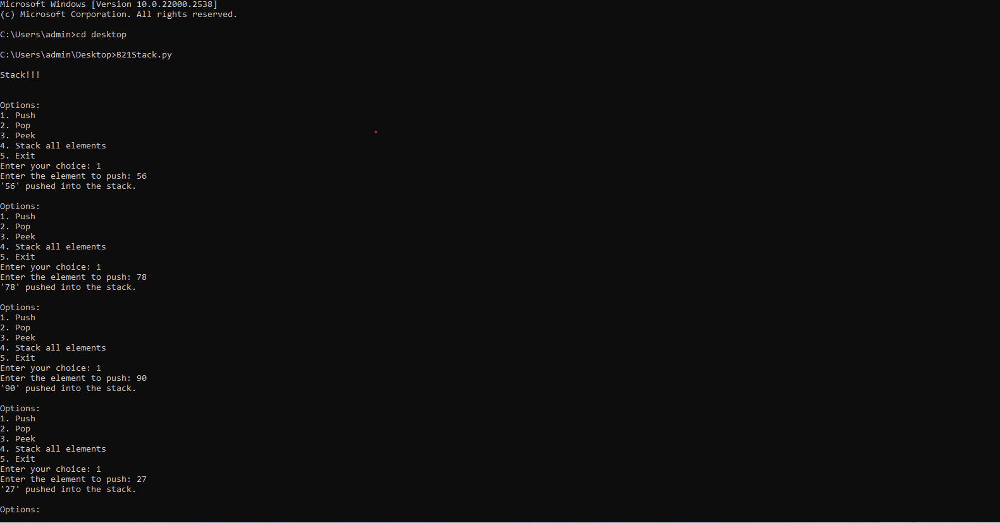 Microsoft Windows [Version 10.0.22000.2538]
(c) Microsoft Corporation. All rights reserved.
C:\Users\admin>cd desktop
C:\Users\admin\Desktop>B21Stack.py
Stack!!!
Options:
1. Push
2. Pop
3. Peek
4. Stack all elements
5. Exit
Enter your choice: 1
Enter the element to push: 56
'56' pushed into the stack.
Options:
1. Push
2. Pop
3. Peek
4. Stack all elements
5. Exit
Enter your choice: 1
Enter the element to push: 78
'78' pushed into the stack.
Options:
1. Push
2. Pop
3. Peek
4. Stack all elements
5. Exit
Enter your choice: 1
Enter the element to push: 90
'90' pushed into the stack.
Options:
1. Push
2. Pop
3. Peek
4. Stack all elements
5. Exit
Enter your choice: 1
Enter the element to push: 27
'27' pushed into the stack.
Options: